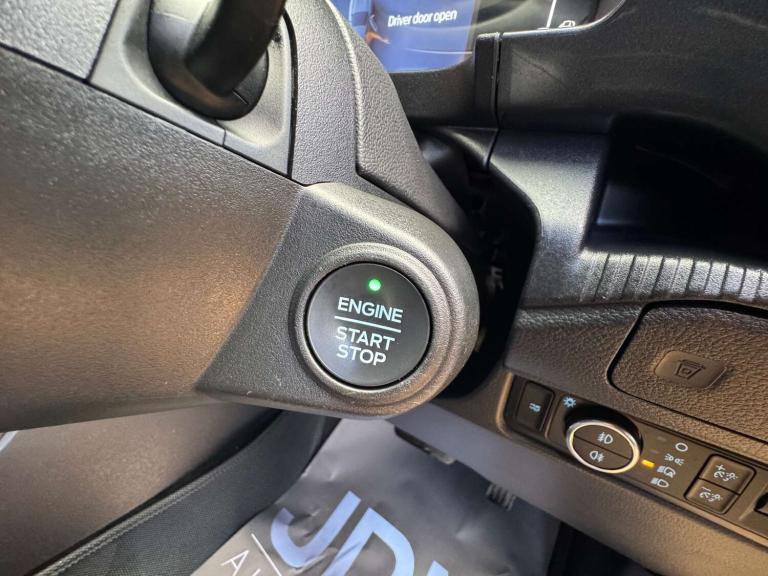 Driver door open
ENGINE
START
STOP